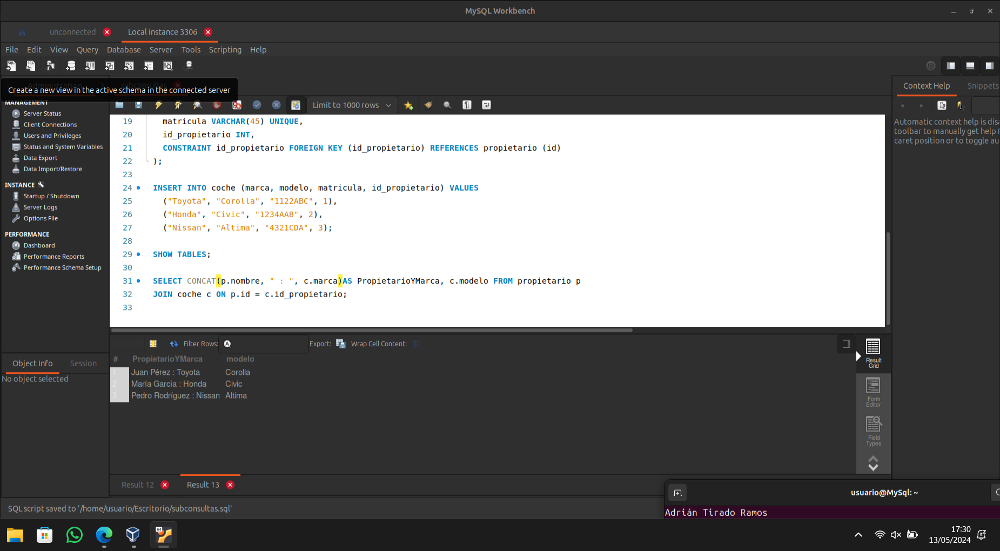 MySQL Workbench
unconnected
Local instance 3306
File Edit View Query Database Server Tools Scripting Help
Administration
subconsultas
Create a new view in the active schema in the connected server
Context Help
Snippets
MANAGEMENT
Server Status
Client Connections
Users and Privileges
Status and System Variables
Data Export
Data Import/Restore
INSTANCE
Startup / Shutdown
Server Logs
Options File
PERFORMANCE
Dashboard
Performance Reports
Performance Schema Setup
Limit to 1000 rows
Automatic context help is disa
toolbar to manually get help f
caret position or to toggle au
19 matricula VARCHAR(45) UNIQUE,
20 id_propietario INT,
21 CONSTRAINT id_propietario FOREIGN KEY (id_propietario) REFERENCES propietario (id)
22 );
23
24 INSERT INTO coche (marca, modelo, matricula, id_propietario) VALUES
25 ("Toyota", "Corolla", "1122ABC", 1),
26 ("Honda", "Civic", "1234AAB", 2),
27 ("Nissan", "Altima", "4321CDA", 3);
28
29 SHOW TABLES;
30
31 SELECT CONCAT(p.nombre, " : ", c.marca)AS PropietarioYMarca, c.modelo FROM propietario p
32 JOIN coche c ON p.id = c.id_propietario;
33
Filter Rows:
Export:
Wrap Cell Content:
# PropietarioYMarca modelo
1 Juan Pérez : Toyota Corolla
2 María García : Honda Civic
3 Pedro Rodríguez : Nissan Altima
Result
Grid
Form
Editor
Field
Types
Object Info
Session
No object selected
Result 12
Result 13
SQL script saved to '/home/usuario/Escritorio/subconsultas.sql'
usuario@MySql: ~
Adrián Tirado Ramos
64
17:30
13/05/2024